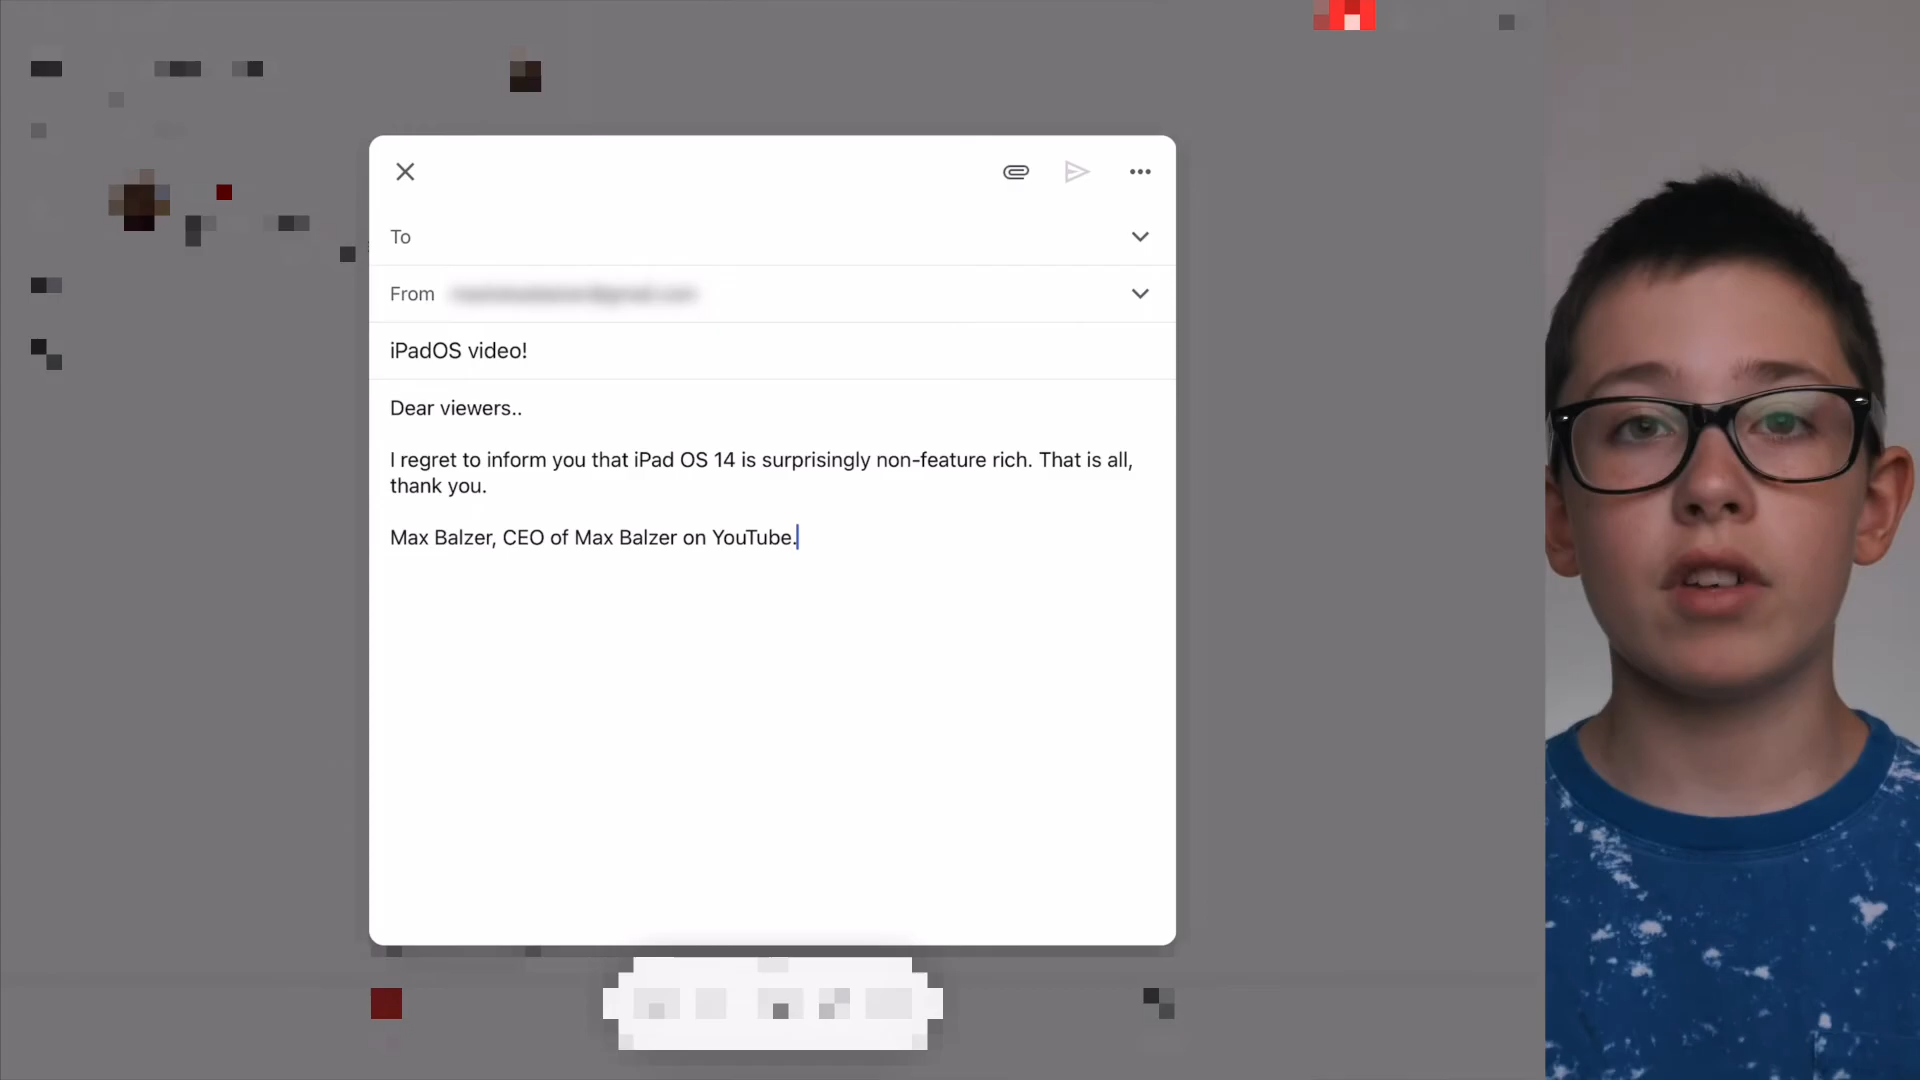 To
From
iPadOS video!
Dear viewers..
I regret to inform you that iPad OS 14 is surprisingly non-feature rich. That is all,
thank you.
Max Balzer, CEO of Max Balzer on YouTube.